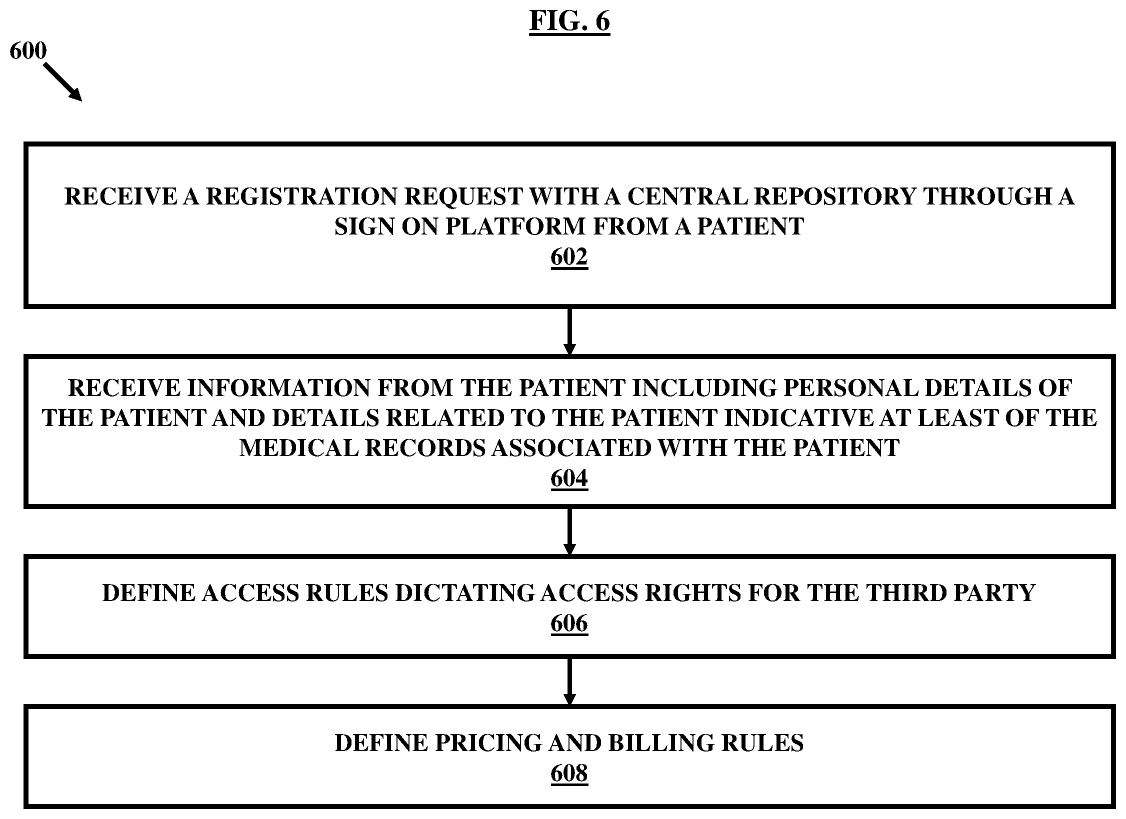 FIG. 6
600
RECEIVE A REGISTRATION REQUEST WITH A CENTRAL REPOSITORY THROUGH A
SIGN ON PLATFORM FROM A PATIENT
602
RECEIVE INFORMATION FROM THE PATIENT INCLUDING PERSONAL DETAILS OF
THE PATIENT AND DETAILS RELATED TO THE PATIENT INDICATIVE AT LEAST OF THE
MEDICAL RECORDS ASSOCIATED WITH THE PATIENT
604
DEFINE ACCESS RULES DICTATING ACCESS RIGHTS FOR THE THIRD PARTY
606
DEFINE PRICING AND BILLING RULES
608